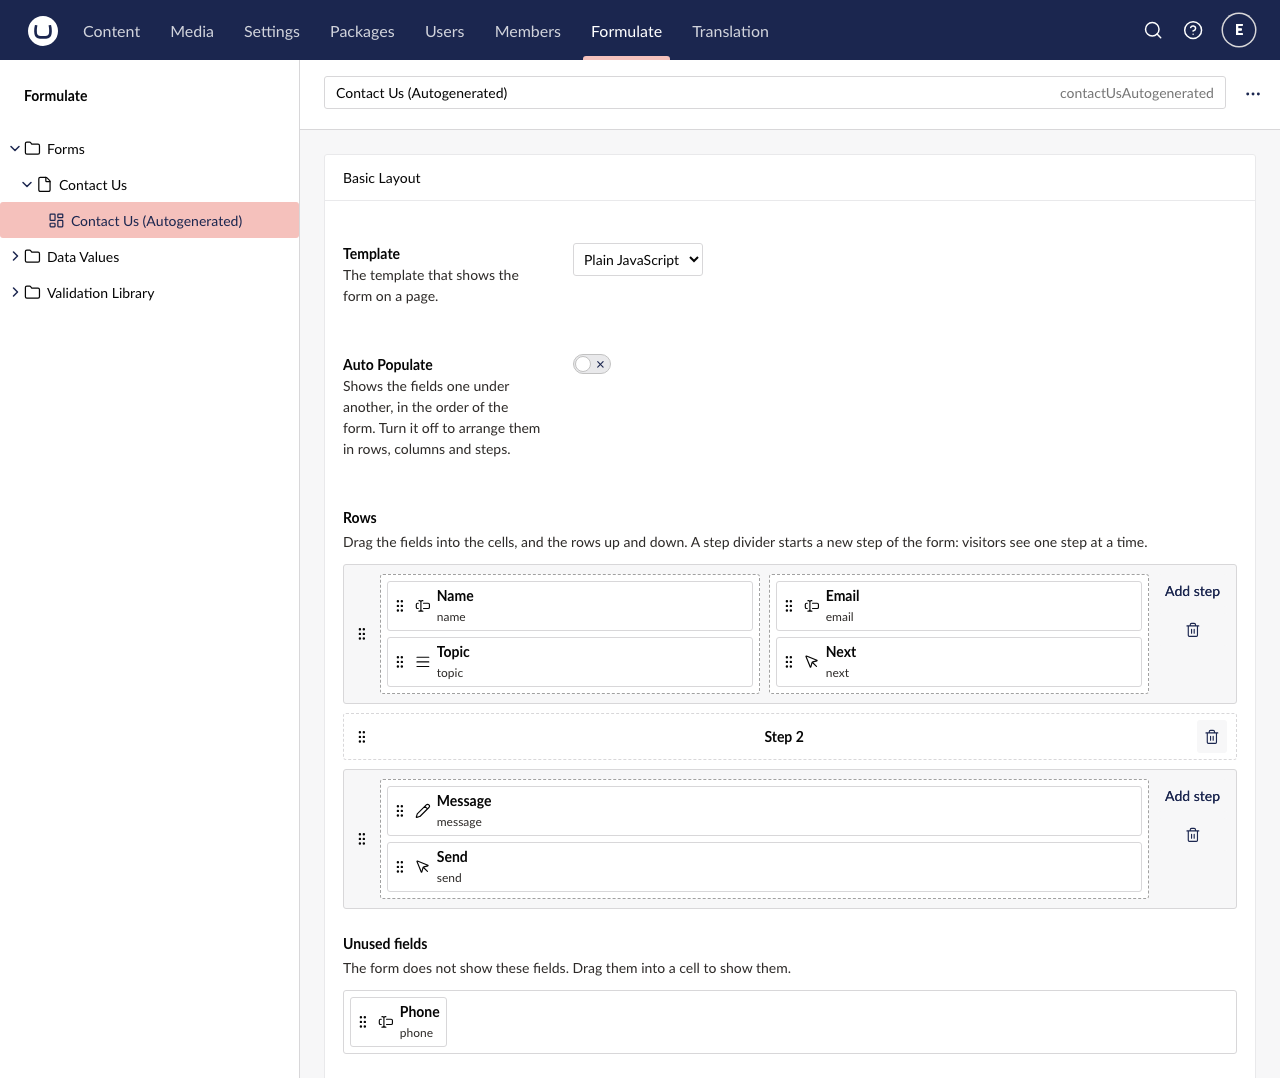 Content Media Settings Packages Users Members Formulate Translation E
Formulate
Forms
Contact Us
Contact Us (Autogenerated)
Data Values
Validation Library
Contact Us (Autogenerated) contactUsAutogenerated
Basic Layout
Template
The template that shows the
form on a page.
Plain JavaScript
Auto Populate
Shows the fields one under
another, in the order of the
form. Turn it off to arrange them
in rows, columns and steps.
Rows
Drag the fields into the cells, and the rows up and down. A step divider starts a new step of the form: visitors see one step at a time.
Name
name
Email
email
Topic
topic
Next
next
Add step
Step 2
Message
message
Send
send
Add step
Unused fields
The form does not show these fields. Drag them into a cell to show them.
Phone
phone